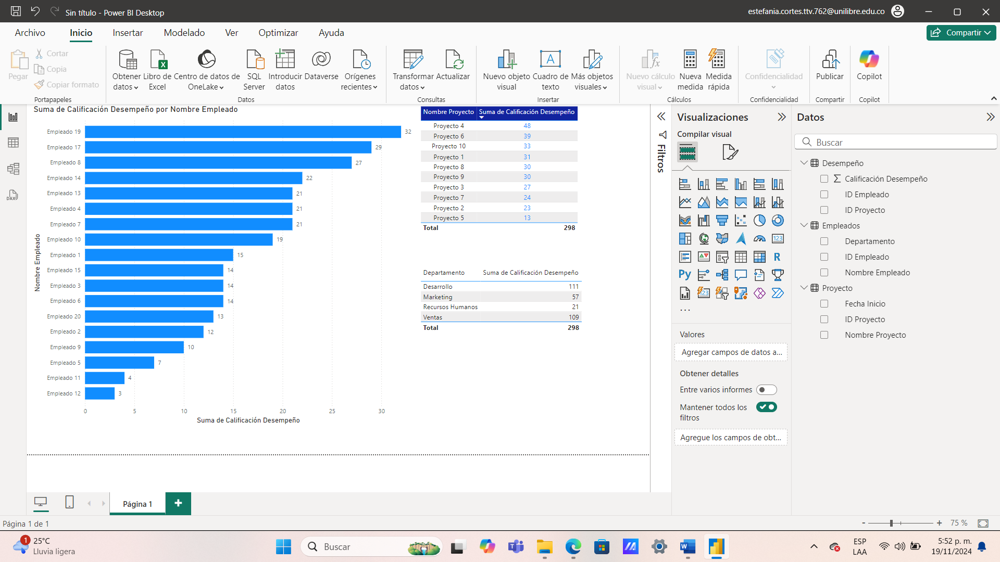 Sin título - Power BI Desktop
estefania.cortes.ttv.762@unilibre.edu.co
Archivo
Inicio
Insertar
Modelado
Ver
Optimizar
Ayuda
Compartir
Pegar
Cortar
Copia
Copiar formato
Portapapeles
Obtener datos
Libro de Excel
Centro de datos de OneLake
SQL Server
Introducir datos
Dataverse
Orígenes recientes
Datos
Transformar datos
Actualizar
Consultas
Nuevo objeto visual
Cuadro de texto
Más objetos visuales
Insertar
Nuevo cálculo visual
Nueva medida
Medida rápida
Cálculos
Confidencialidad
Confidencialidad
Publicar
Compartir
Copilot
Copilot
DAX
Suma de Calificación Desempeño por Nombre Empleado
Nombre Empleado
Empleado 19 32
Empleado 17 29
Empleado 8 27
Empleado 14 22
Empleado 13 21
Empleado 4 21
Empleado 7 21
Empleado 10 19
Empleado 1 15
Empleado 15 14
Empleado 3 14
Empleado 6 14
Empleado 20 13
Empleado 2 12
Empleado 9 10
Empleado 5 7
Empleado 11 4
Empleado 12 3
0 5 10 15 20 25 30
Suma de Calificación Desempeño
Nombre Proyecto Suma de Calificación Desempeño
Proyecto 4 48
Proyecto 6 39
Proyecto 10 33
Proyecto 1 31
Proyecto 8 30
Proyecto 9 30
Proyecto 3 27
Proyecto 7 24
Proyecto 2 23
Proyecto 5 13
Total 298
Departamento Suma de Calificación Desempeño
Desarrollo 111
Marketing 57
Recursos Humanos 21
Ventas 109
Total 298
Filtros
Visualizaciones
Compilar visual
123
R
Py
123
...
Valores
Agregar campos de datos a...
Obtener detalles
Entre varios informes
Mantener todos los
filtros
Agregue los campos de obt...
Datos
Buscar
Desempeño
Calificación Desempeño
ID Empleado
ID Proyecto
Empleados
Departamento
ID Empleado
Nombre Empleado
Proyecto
Fecha Inicio
ID Proyecto
Nombre Proyecto
Página 1
Página 1 de 1
- + 75 %
1
25°C
Lluvia ligera
Buscar
ESP
LAA
5:52 p. m.
19/11/2024